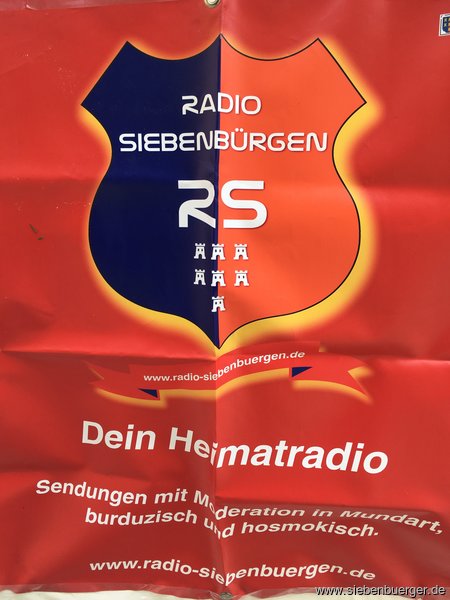 RADIO
SIEBENBÜRGEN
RS
www.radio-siebenbuergen.de
Dein Heimatradio
Sendungen mit Moderation in Mundart,
burduzisch und hosmokisch.
www.radio-siebenbuergen.de
www.siebenbuerger.de